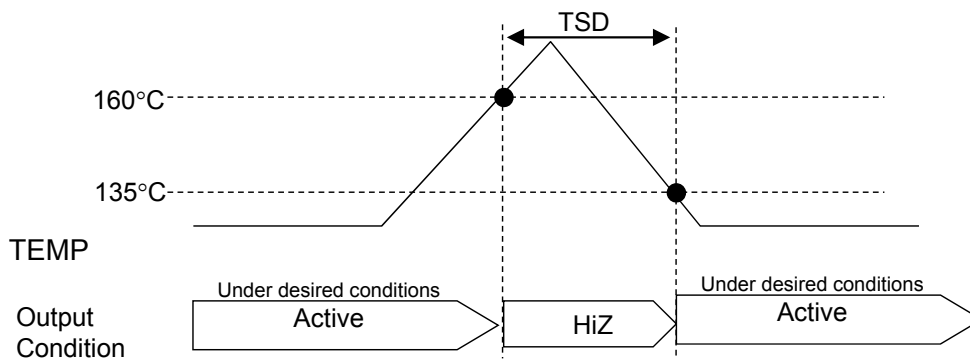 TSD
160°C
135°C
TEMP
Under desired conditions
Active
HiZ
Under desired conditions
Active
Output
Condition